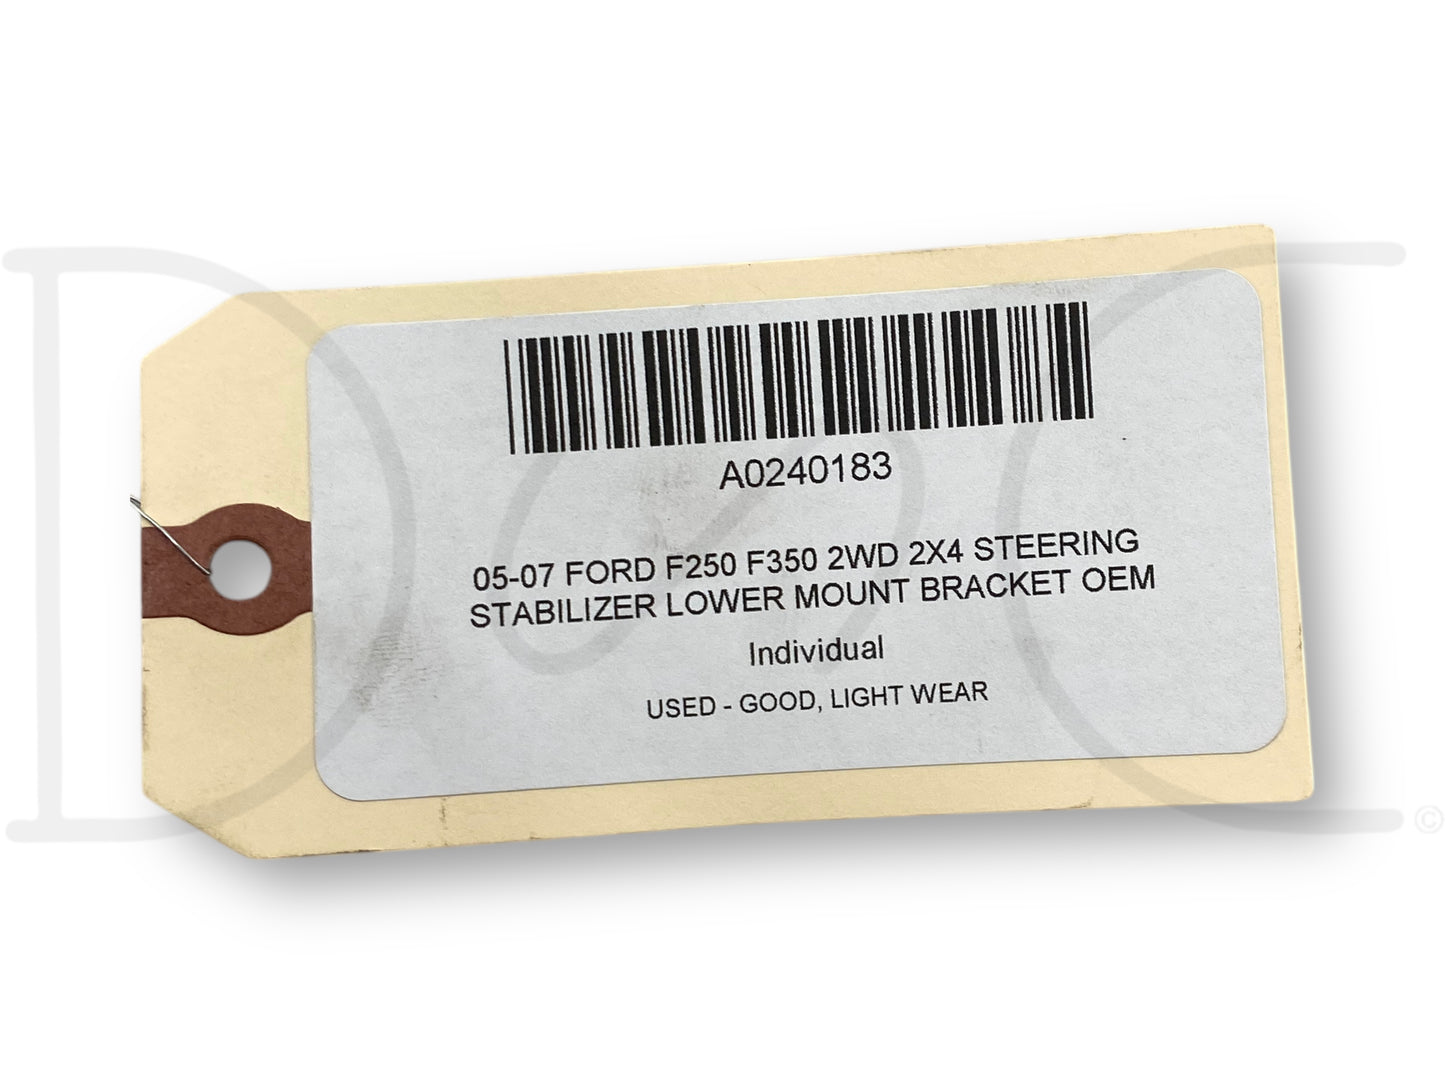 A0240183
05-07 FORD F250 F350 2WD 2X4 STEERING
STABILIZER LOWER MOUNT BRACKET OEM
Individual
USED - GOOD, LIGHT WEAR
©